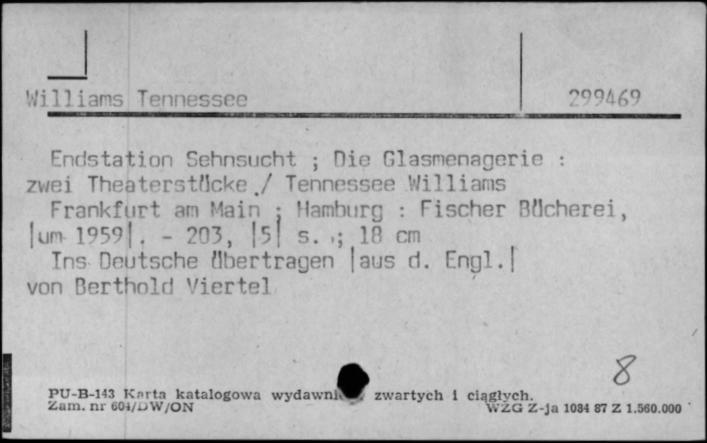 Williams Tennessee 299469
Endstation Sehnsucht ; Die Glasmenagerie :
zwei Theaterstücke / Tennessee Williams
Frankfurt am Main ; Hamburg : Fischer Bücherei,
|um 1959|. - 203, |5| s. ; 18 cm
Ins Deutsche übertragen |aus d. Engl.|
von Berthold Viertel
8
PU-B-143 Karta katalogowa zwartych i ciągłych.
Zam. nr 604/DW/ON WZG Z-ja 1084 87 Z 1.560.000